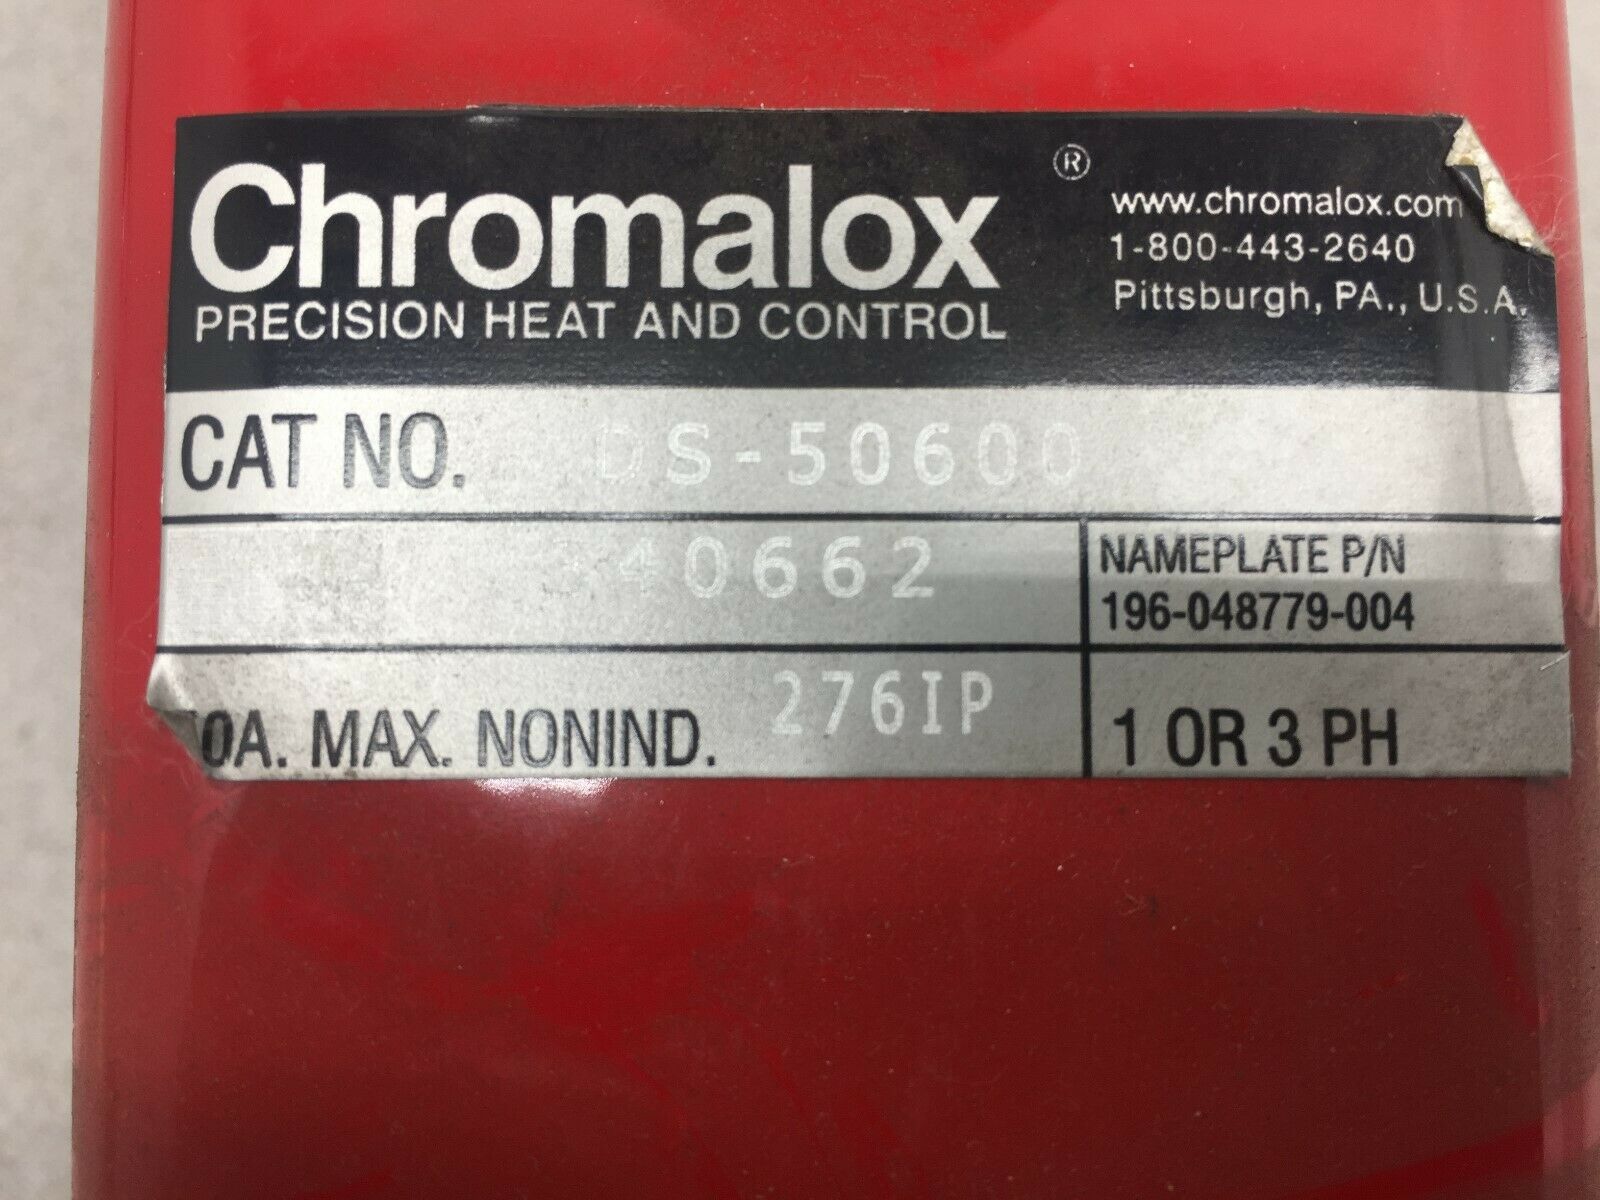 Chromalox ®
PRECISION HEAT AND CONTROL
www.chromalox.com
1-800-443-2640
Pittsburgh, PA., U.S.A.
CAT NO. DS-50600
340662
NAMEPLATE P/N
196-048779-004
MAX. NONIND. 276IP
1 OR 3 PH